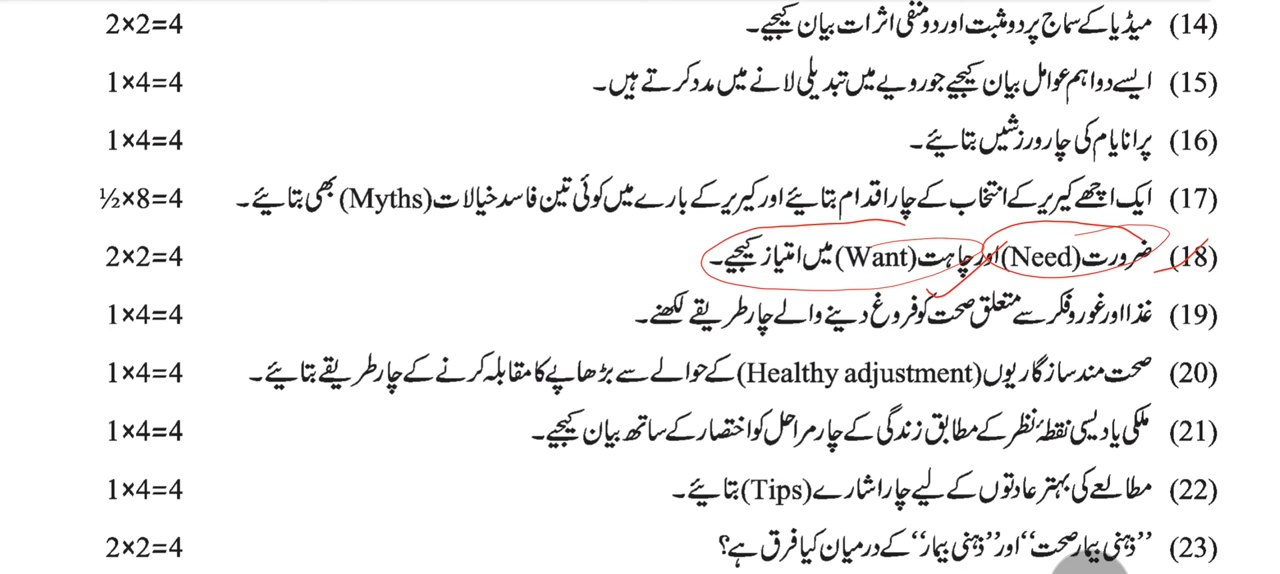 (14) میڈیا کے سماج پر دو مثبت اور دو منفی اثرات بیان کیجیے۔ 2×2=4
(15) ایسے دو اہم عوامل بیان کیجیے جو رویے میں تبدیلی لانے میں مدد کرتے ہیں۔ 1×4=4
(16) پرانایام کی چار ورزشیں بتائیے۔ 1×4=4
(17) ایک اچھے کیریر کے انتخاب کے چار اقدام بتائیے اور کیریر کے بارے میں کوئی تین فاسد خیالات (Myths) بھی بتائیے۔ ½×8=4
(18) ضرورت (Need) اور چاہت (Want) میں امتیاز کیجیے۔ 2×2=4
(19) غذا اور غور و فکر سے متعلق صحت کو فروغ دینے والے چار طریقے لکھئے۔ 1×4=4
(20) صحت مند سازگاریوں (Healthy adjustment) کے حوالے سے بڑھاپے کا مقابلہ کرنے کے چار طریقے بتائیے۔ 1×4=4
(21) ملکی یا دیسی نقطۂ نظر کے مطابق زندگی کے چار مراحل کو اختصار کے ساتھ بیان کیجیے۔ 1×4=4
(22) مطالعے کی بہتر عادتوں کے لیے چار اشارے (Tips) بتائیے۔ 1×4=4
(23) ’’ذہنی بیمار صحت‘‘ اور ’’ذہنی بیمار‘‘ کے درمیان کیا فرق ہے؟ 2×2=4